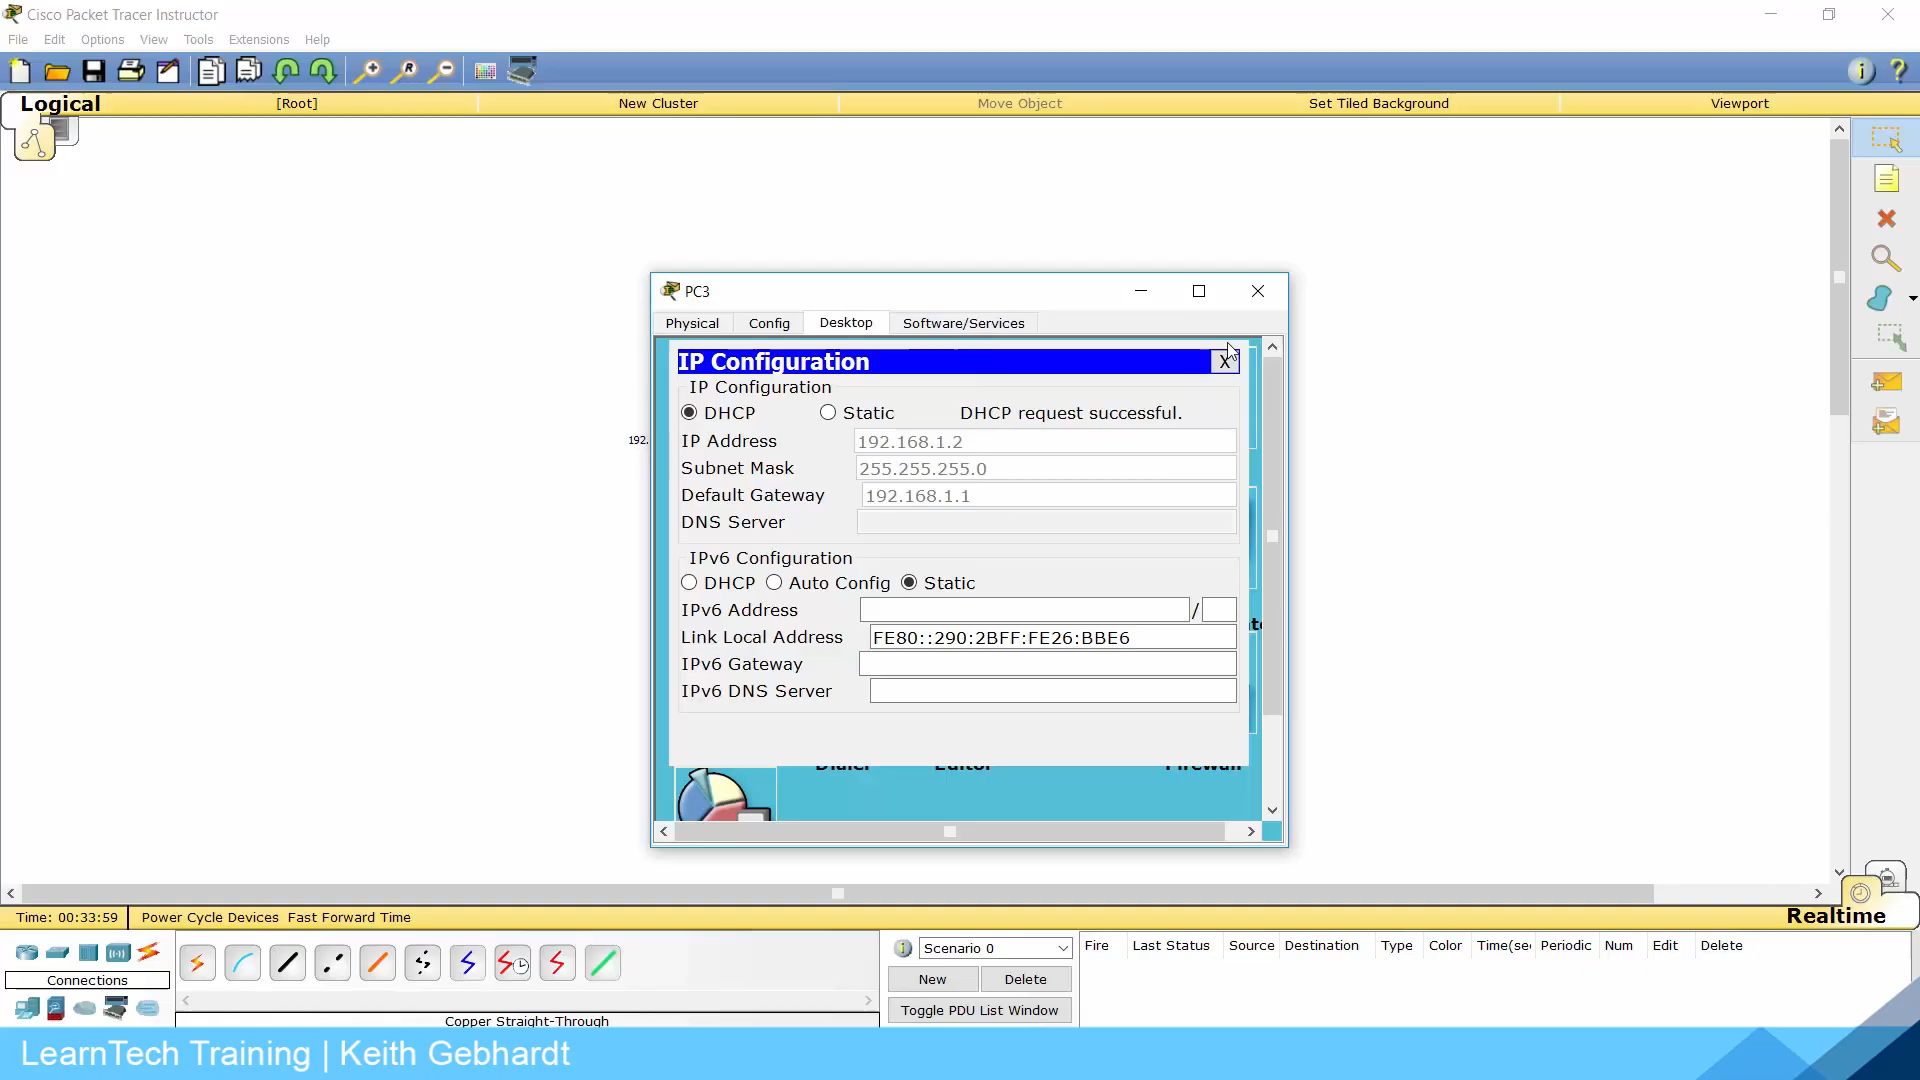 Cisco Packet Tracer Instructor
File Edit Options View Tools Extensions Help
Logical [Root] New Cluster Move Object Set Tiled Background Viewport
PC3
Physical Config Desktop Software/Services
IP Configuration X
IP Configuration
DHCP Static DHCP request successful.
192.
IP Address 192.168.1.2
Subnet Mask 255.255.255.0
Default Gateway 192.168.1.1
DNS Server
IPv6 Configuration
DHCP Auto Config Static
IPv6 Address /
Link Local Address FE80::290:2BFF:FE26:BBE6
IPv6 Gateway
IPv6 DNS Server
Time: 00:33:59 Power Cycle Devices Fast Forward Time Realtime
Scenario 0 Fire Last Status Source Destination Type Color Time(se Periodic Num Edit Delete
Connections New Delete
Toggle PDU List Window
Copper Straight-Through
LearnTech Training | Keith Gebhardt